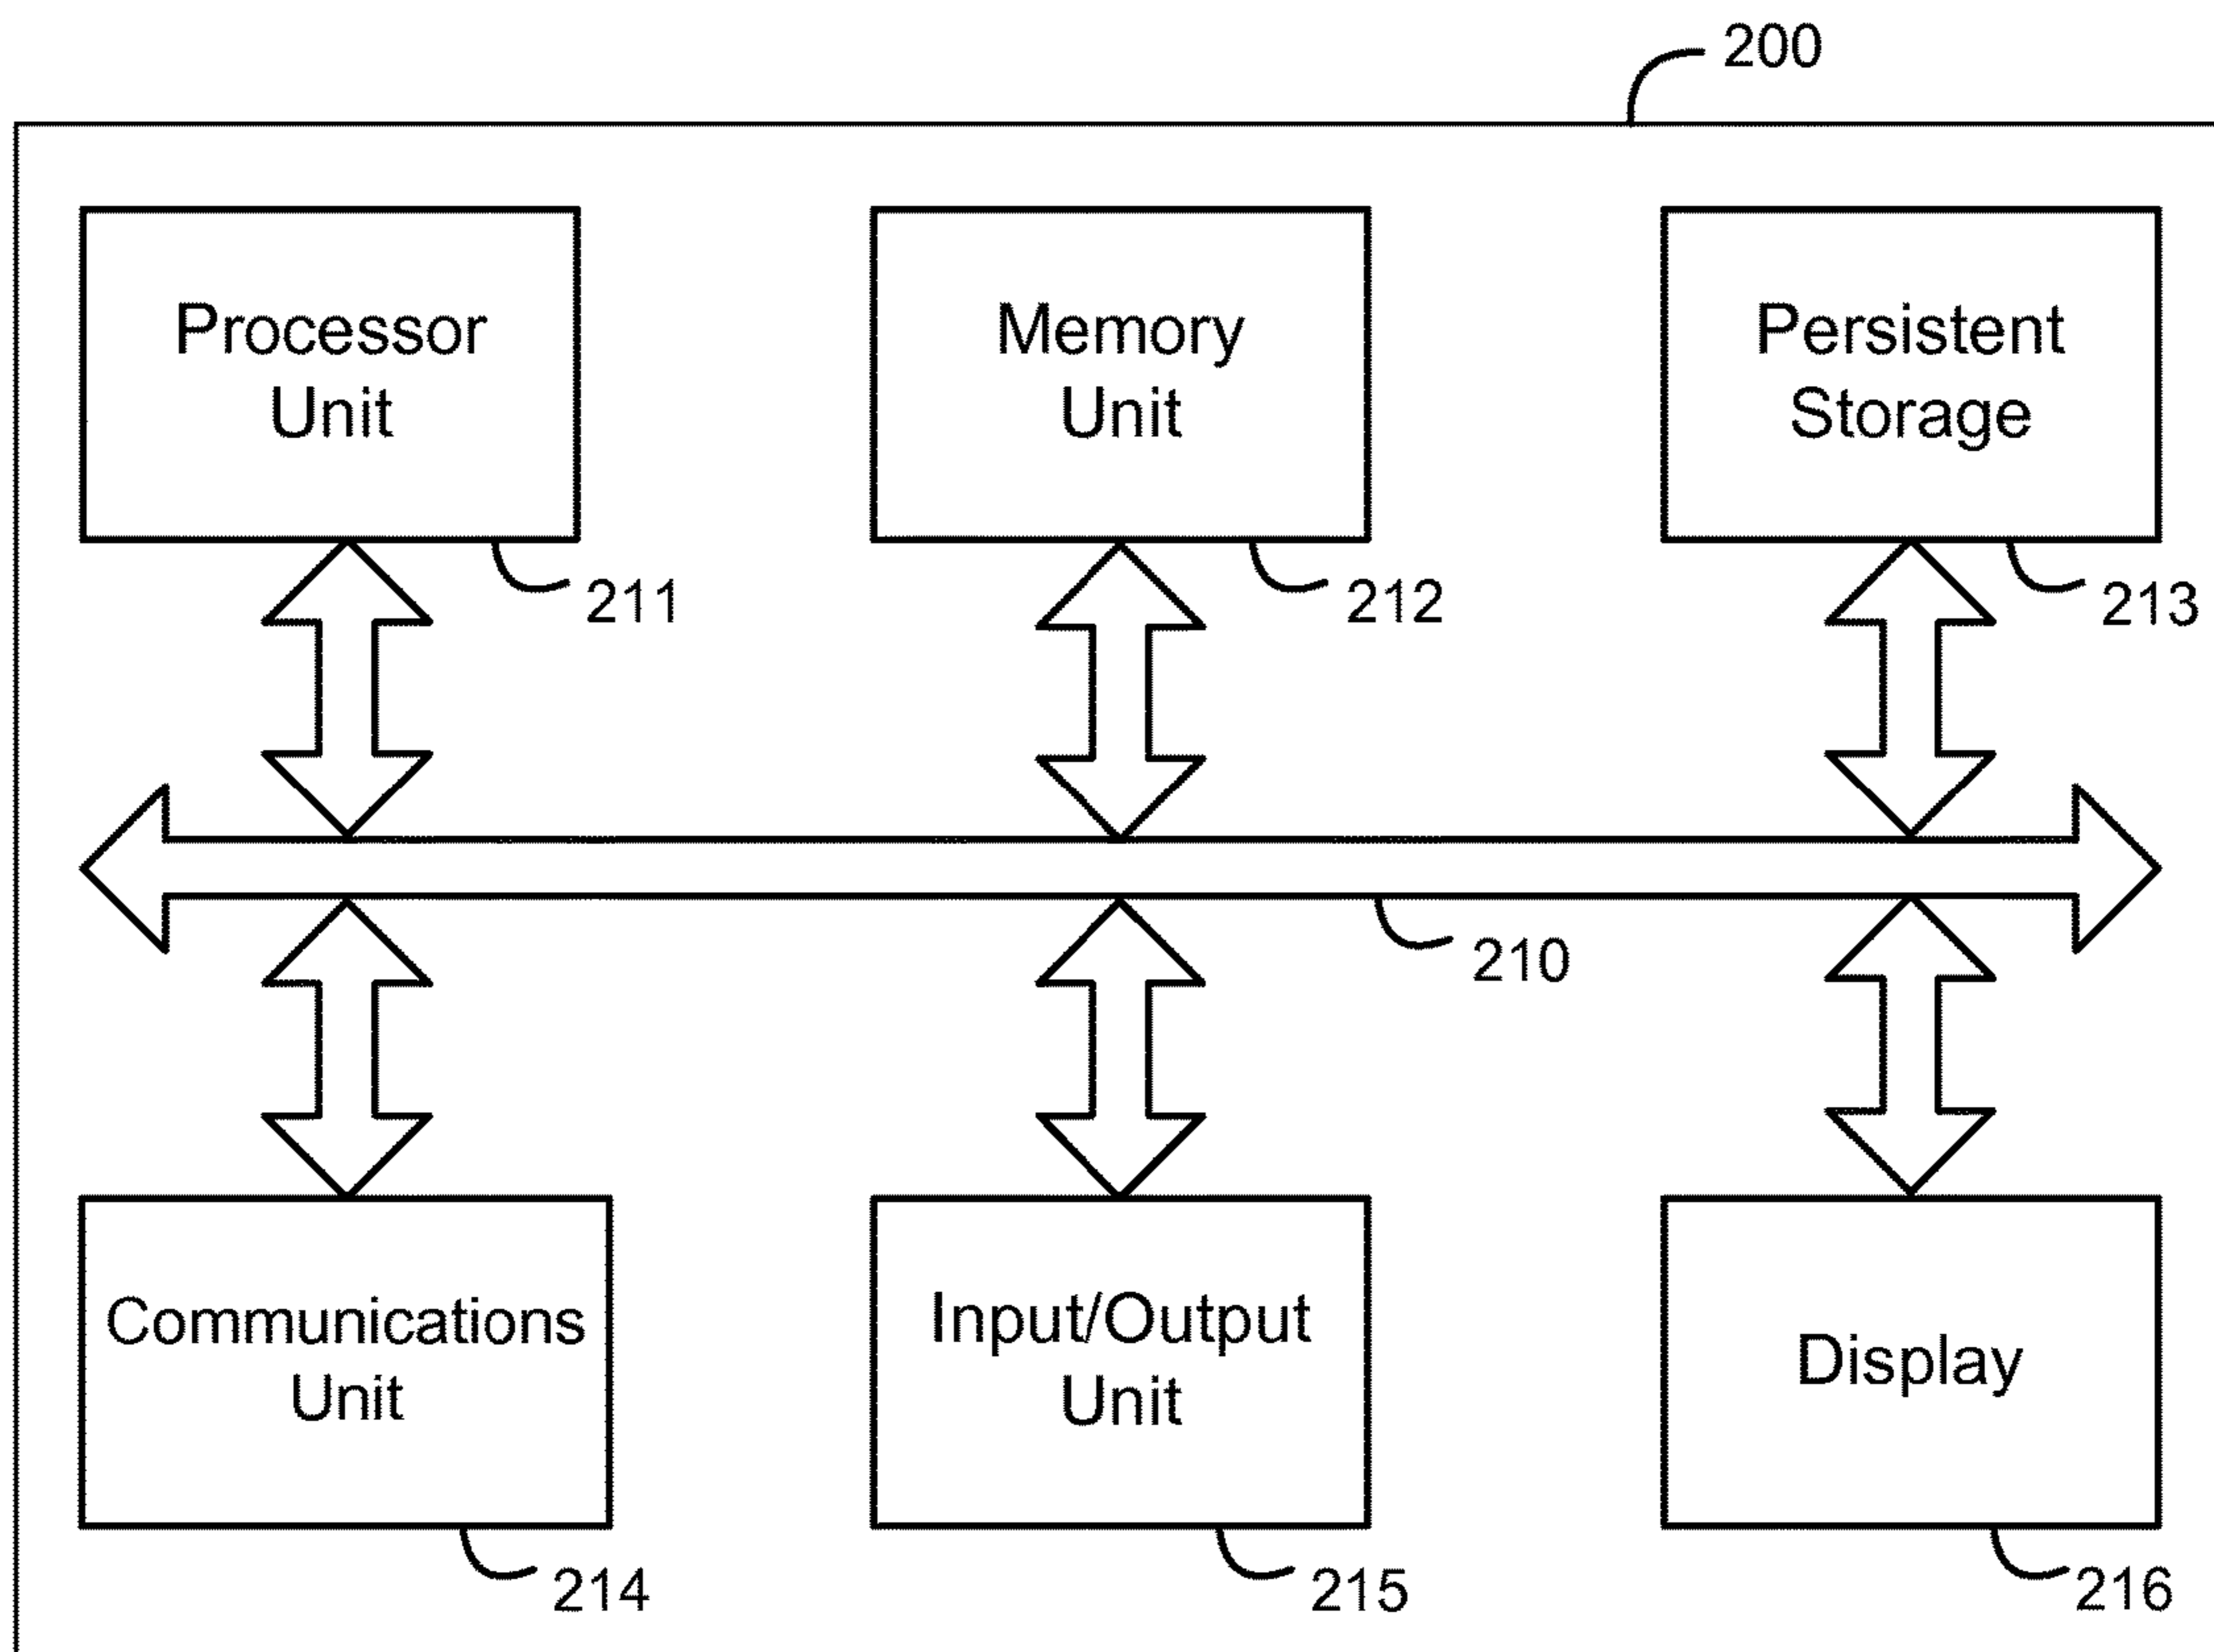 200
Processor
Unit
211
Memory
Unit
212
Persistent
Storage
213
210
Communications
Unit
214
Input/Output
Unit
215
Display
216